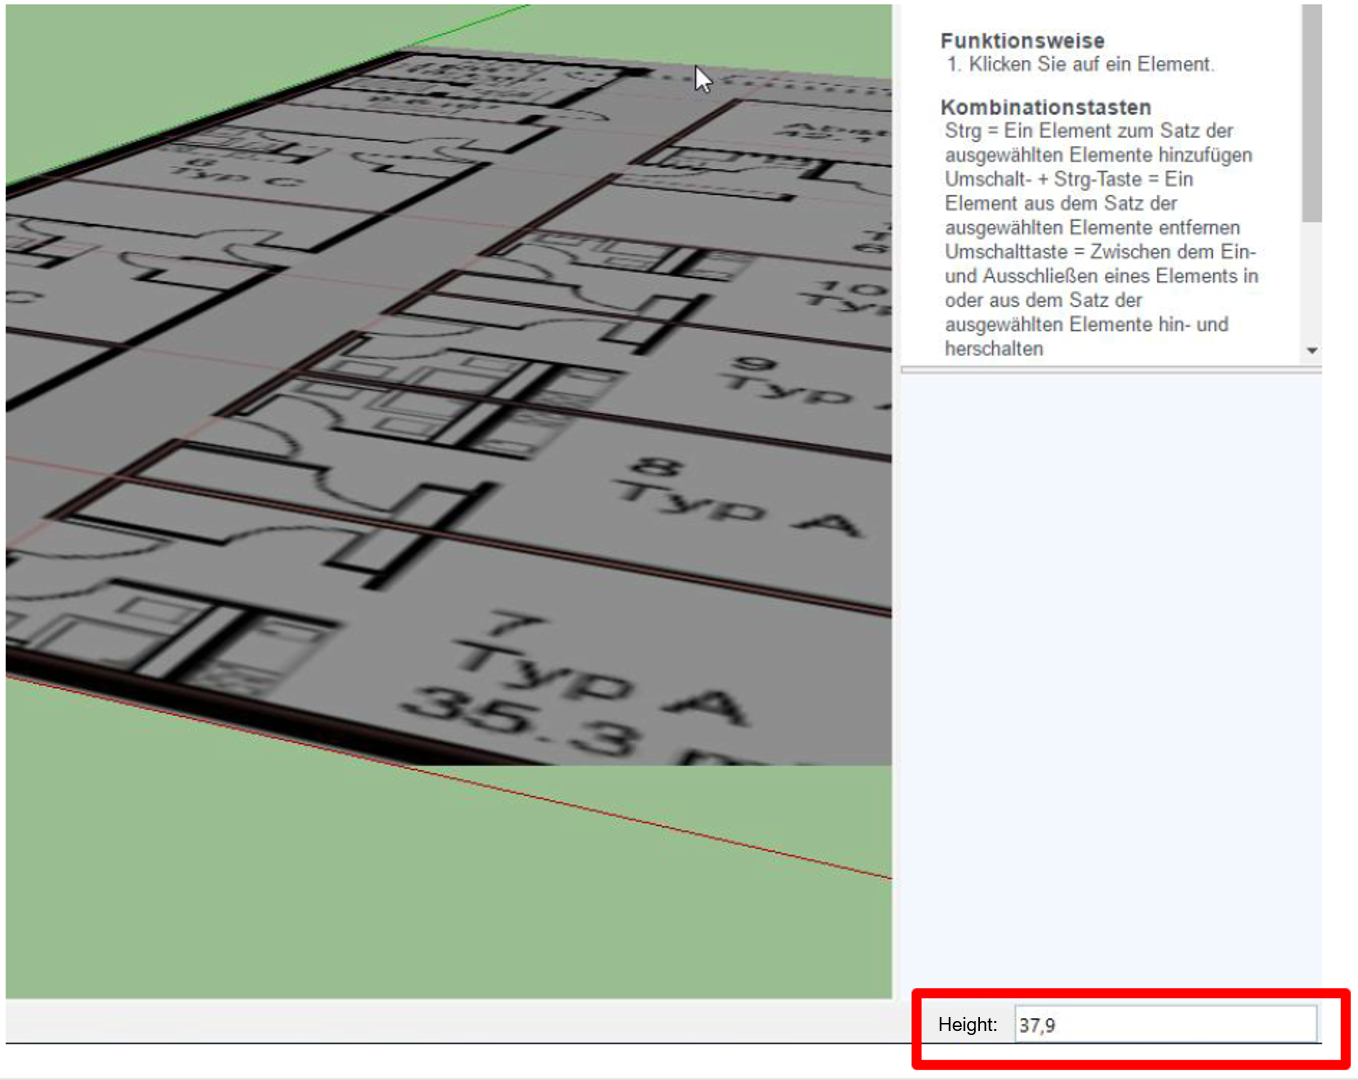 Funktionsweise
1. Klicken Sie auf ein Element.
Kombinationstasten
Strg = Ein Element zum Satz der
ausgewählten Elemente hinzufügen
Umschalt- + Strg-Taste = Ein
Element aus dem Satz der
ausgewählten Elemente entfernen
Umschalttaste = Zwischen dem Ein-
und Ausschließen eines Elements in
oder aus dem Satz der
ausgewählten Elemente hin- und
herschalten
6
Typ C
C
10
Typ
9
Typ
8
Typ A
7
Typ A
35.3
Height: 37,9